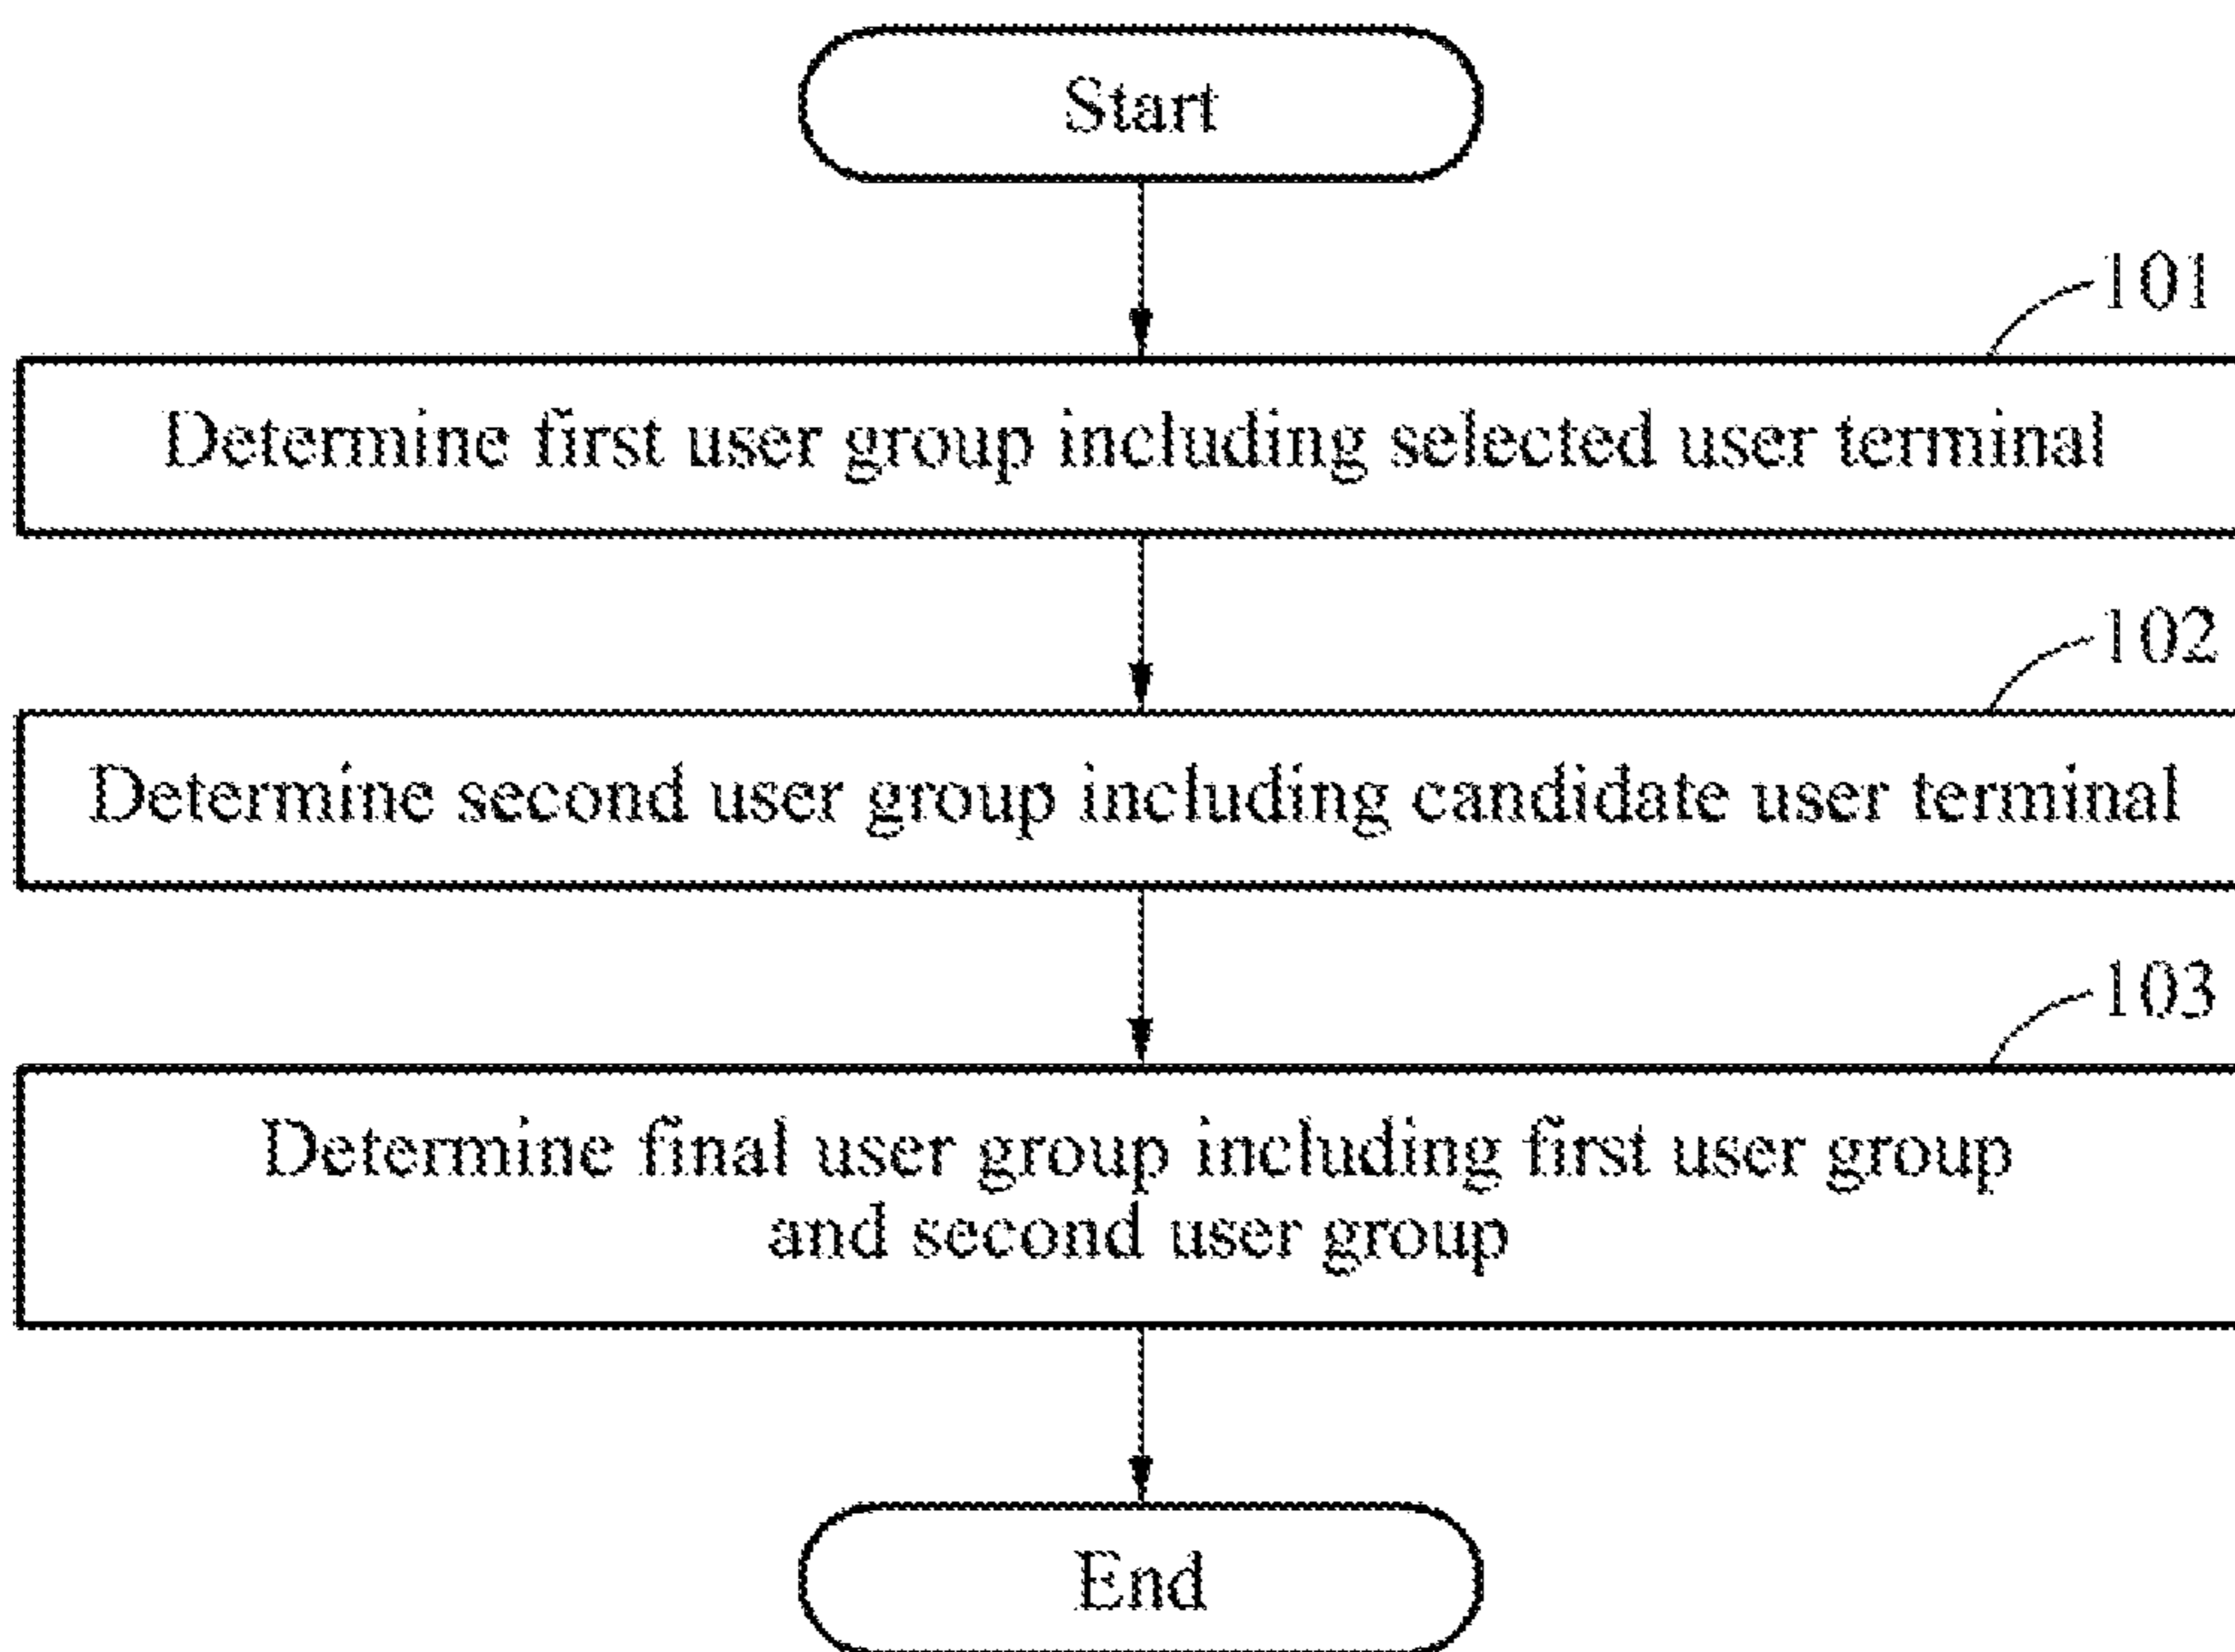 Start
101
Determine first user group including selected user terminal
102
Determine second user group including candidate user terminal
103
Determine final user group including first user group
and second user group
End